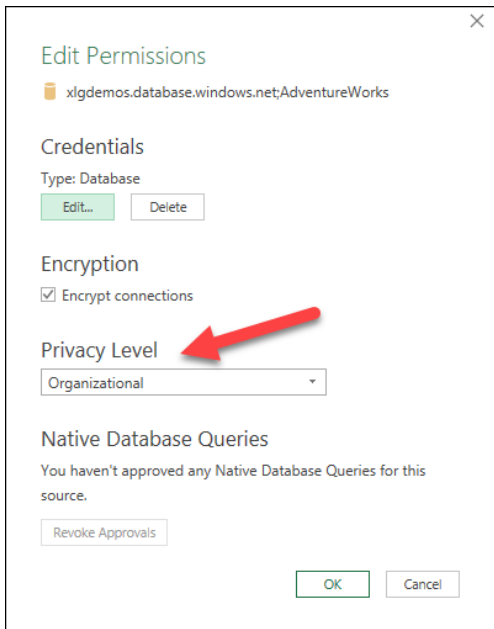 Edit Permissions
xlgdemos.database.windows.net;AdventureWorks
Credentials
Type: Database
Edit...
Delete
Encryption
Encrypt connections
Privacy Level
Organizational
Native Database Queries
You haven't approved any Native Database Queries for this
source.
Revoke Approvals
OK
Cancel